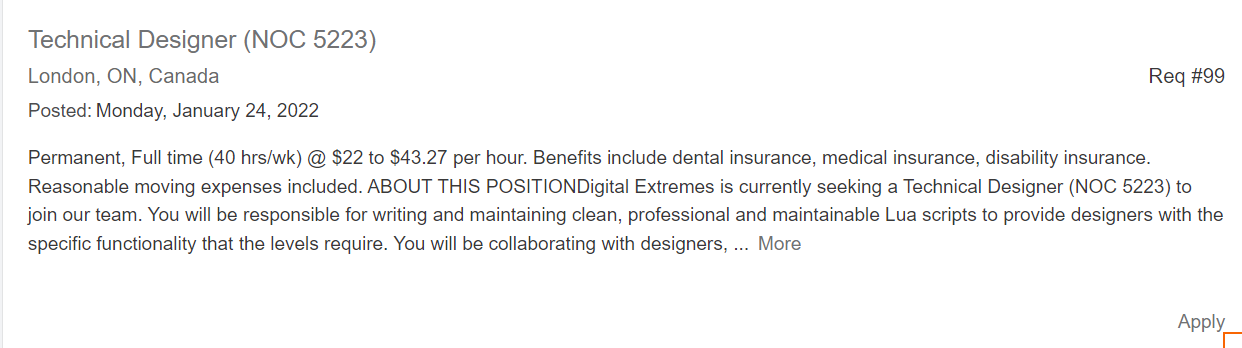 Technical Designer (NOC 5223)
London, ON, Canada
Req #99
Posted: Monday, January 24, 2022
Permanent, Full time (40 hrs/wk) @ $22 to $43.27 per hour. Benefits include dental insurance, medical insurance, disability insurance.
Reasonable moving expenses included. ABOUT THIS POSITIONDigital Extremes is currently seeking a Technical Designer (NOC 5223) to
join our team. You will be responsible for writing and maintaining clean, professional and maintainable Lua scripts to provide designers with the
specific functionality that the levels require. You will be collaborating with designers, ... More
Apply